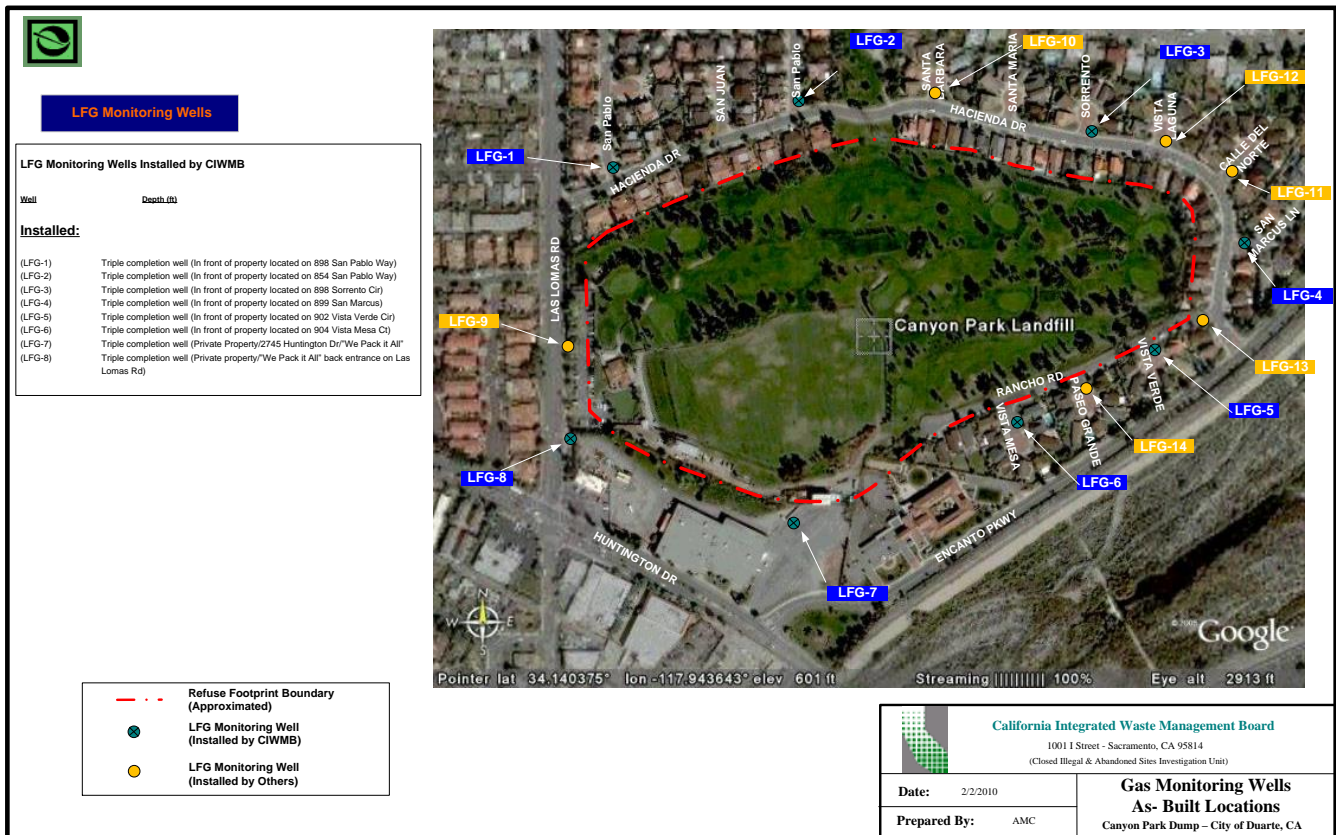 LFG Monitoring Wells
LFG Monitoring Wells Installed by CIWMB
Well Depth (ft)
Installed:
(LFG-1) Triple completion well (In front of property located on 898 San Pablo Way)
(LFG-2) Triple completion well (In front of property located on 854 San Pablo Way)
(LFG-3) Triple completion well (In front of property located on 898 Sorrento Cir)
(LFG-4) Triple completion well (In front of property located on 899 San Marcus)
(LFG-5) Triple completion well (In front of property located on 902 Vista Verde Cir)
(LFG-6) Triple completion well (In front of property located on 904 Vista Mesa Ct)
(LFG-7) Triple completion well (Private Property/2745 Huntington Dr/"We Pack it All"
(LFG-8) Triple completion well (Private property/"We Pack it All" back entrance on Las
Lomas Rd)
LFG-2
LFG-10
LFG-3
LFG-12
San Pablo
SAN JUAN
San Pablo
SANTA
BARBARA
SANTA MARIA
SORRENTO
VISTA
LAGUNA
HACIENDA DR
HACIENDA DR
CALLE DEL
NORTE
LFG-1
LFG-11
SAN
MARCUS LN
LAS LOMAS RD
LFG-4
LFG-9
Canyon Park Landfill
LFG-13
RANCHO RD
VISTA VERDE
PASEO GRANDE
VISTA MESA
LFG-5
LFG-14
LFG-8
LFG-6
HUNTINGTON DR
ENCANTO PKWY
LFG-7
N
W
E
S
© 2005 Google
Pointer lat 34.140375° lon -117.943643° elev 601 ft Streaming |||||||||| 100% Eye alt 2913 ft
Refuse Footprint Boundary
(Approximated)
LFG Monitoring Well
(Installed by CIWMB)
LFG Monitoring Well
(Installed by Others)
California Integrated Waste Management Board
1001 I Street - Sacramento, CA 95814
(Closed Illegal & Abandoned Sites Investigation Unit)
Date: 2/2/2010
Prepared By: AMC
Gas Monitoring Wells
As- Built Locations
Canyon Park Dump – City of Duarte, CA